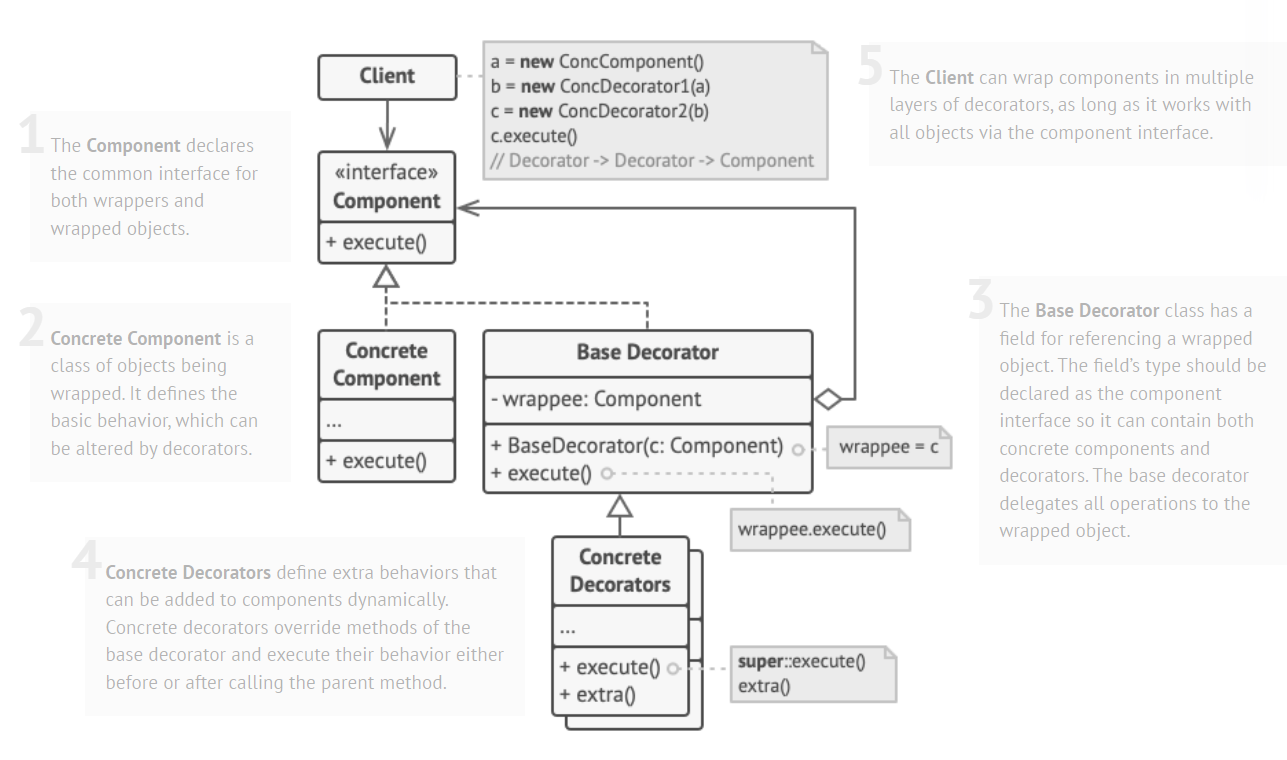 Client
a = new ConcComponent()
b = new ConcDecorator1(a)
c = new ConcDecorator2(b)
c.execute()
// Decorator -> Decorator -> Component
5
The Client can wrap components in multiple
layers of decorators, as long as it works with
all objects via the component interface.
1
The Component declares
the common interface for
both wrappers and
wrapped objects.
«interface»
Component
+ execute()
2
Concrete Component is a
class of objects being
wrapped. It defines the
basic behavior, which can
be altered by decorators.
Concrete
Component
...
+ execute()
Base Decorator
- wrappee: Component
+ BaseDecorator(c: Component)
+ execute()
wrappee = c
wrappee.execute()
3
The Base Decorator class has a
field for referencing a wrapped
object. The field’s type should be
declared as the component
interface so it can contain both
concrete components and
decorators. The base decorator
delegates all operations to the
wrapped object.
4
Concrete Decorators define extra behaviors that
can be added to components dynamically.
Concrete decorators override methods of the
base decorator and execute their behavior either
before or after calling the parent method.
Concrete
Decorators
...
+ execute()
+ extra()
super::execute()
extra()